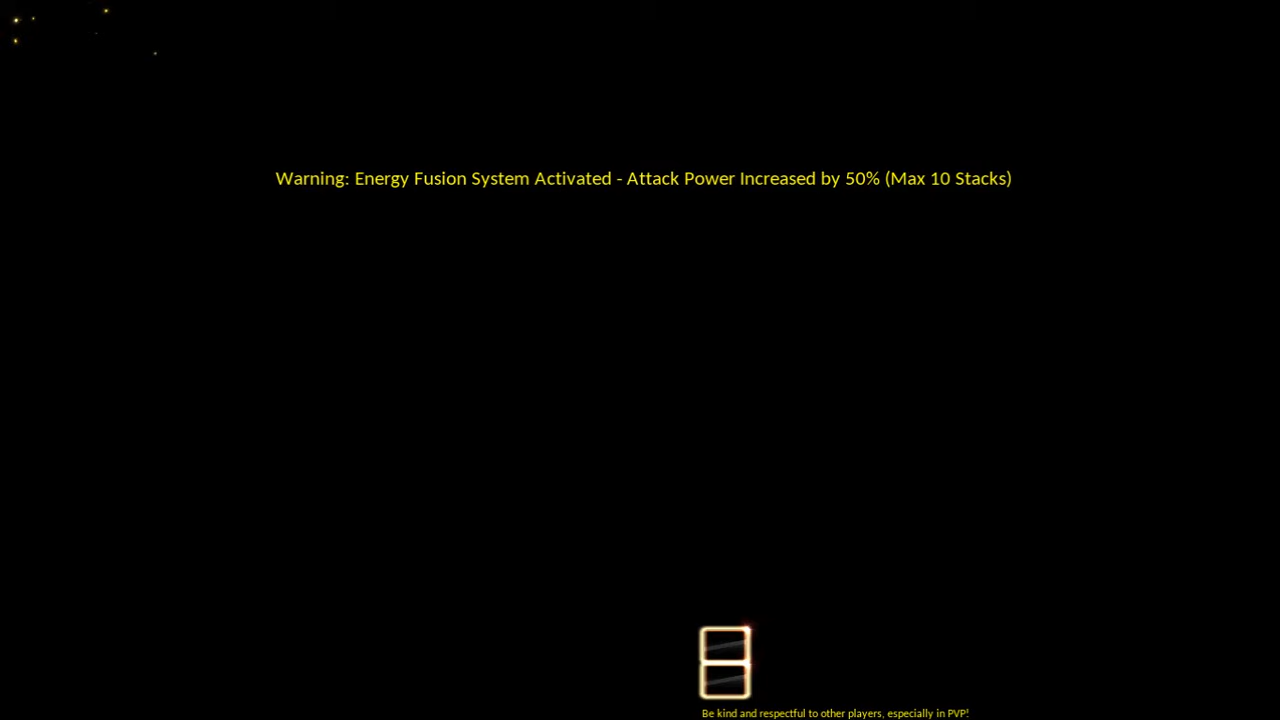 Warning: Energy Fusion System Activated - Attack Power Increased by 50% (Max 10 Stacks)
Be kind and respectful to other players, especially in PVP!